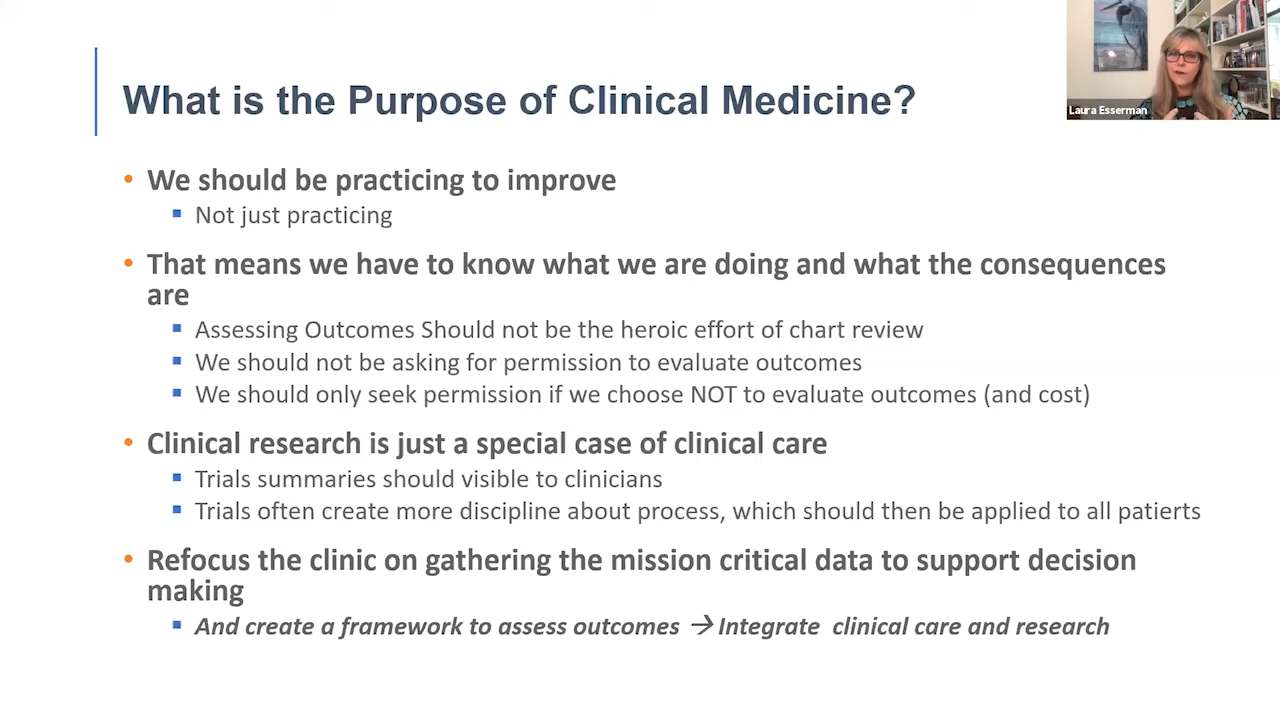 What is the Purpose of Clinical Medicine?
Laura Esserman
• We should be practicing to improve
▪ Not just practicing
• That means we have to know what we are doing and what the consequences
are
▪ Assessing Outcomes Should not be the heroic effort of chart review
▪ We should not be asking for permission to evaluate outcomes
▪ We should only seek permission if we choose NOT to evaluate outcomes (and cost)
• Clinical research is just a special case of clinical care
▪ Trials summaries should visible to clinicians
▪ Trials often create more discipline about process, which should then be applied to all patierts
• Refocus the clinic on gathering the mission critical data to support decision
making
▪ And create a framework to assess outcomes → Integrate clinical care and research